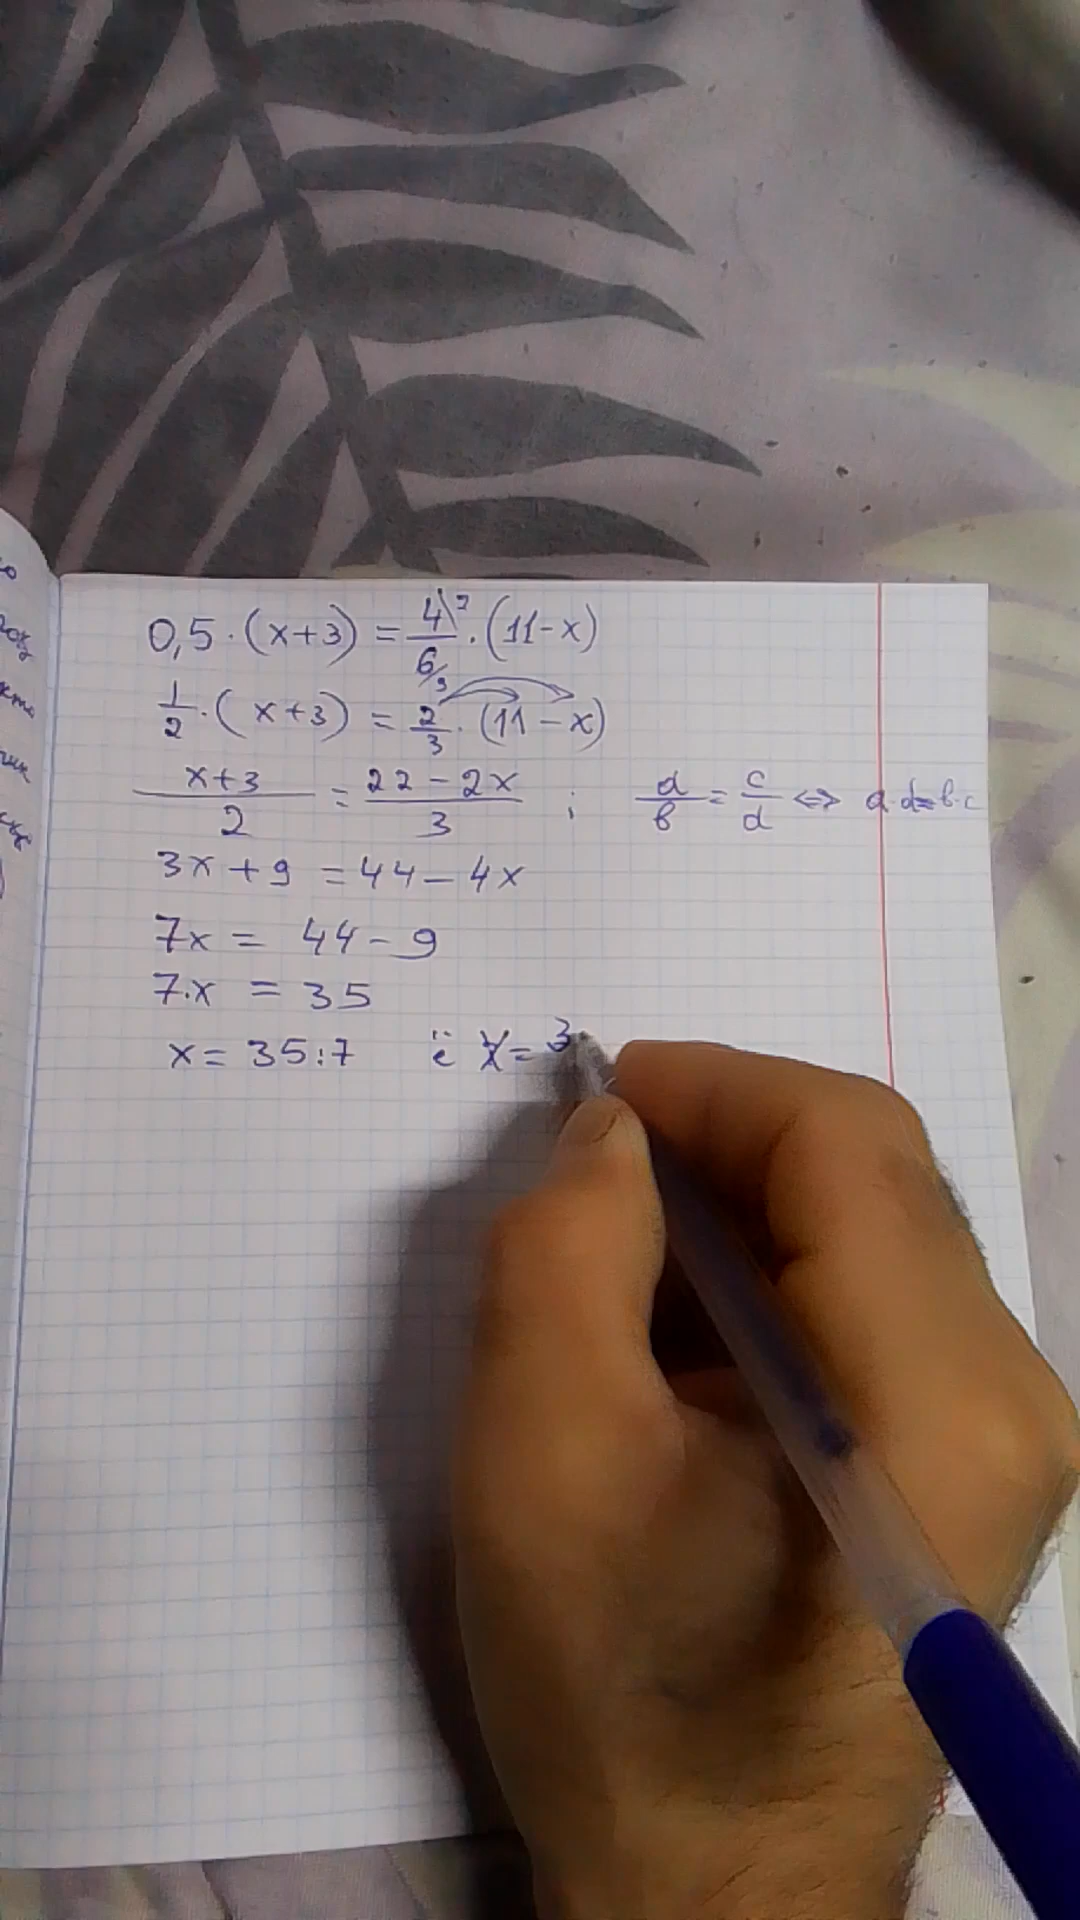 0,5·(x+3)=4/6·(11-x)
1/2·(x+3)=2/3·(11-x)
(x+3)/2=(22-2x)/3 ; a/b=c/d <=> a·d=b·c
3x+9=44-4x
7x=44-9
7·x=35
x=35:7 x=3